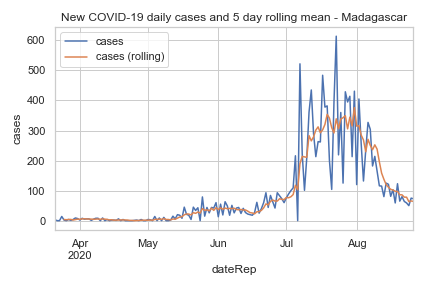 New COVID-19 daily cases and 5 day rolling mean - Madagascar
cases
cases (rolling)
600
500
400
300
200
100
0
cases
Apr
2020
May
Jun
Jul
Aug
dateRep